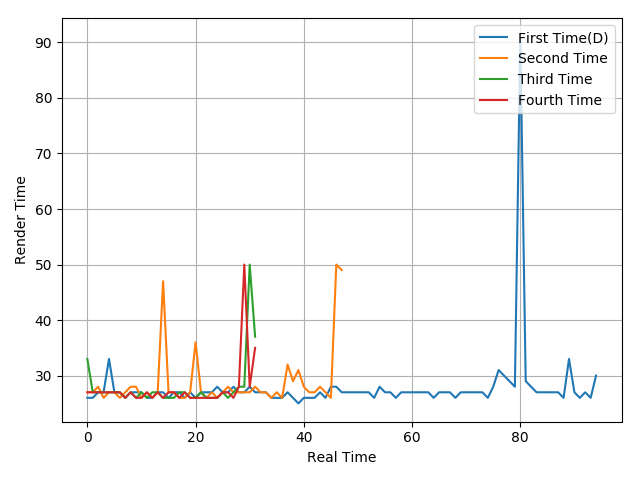 First Time(D)
Second Time
Third Time
Fourth Time
90
80
70
60
50
40
30
Render Time
0 20 40 60 80
Real Time